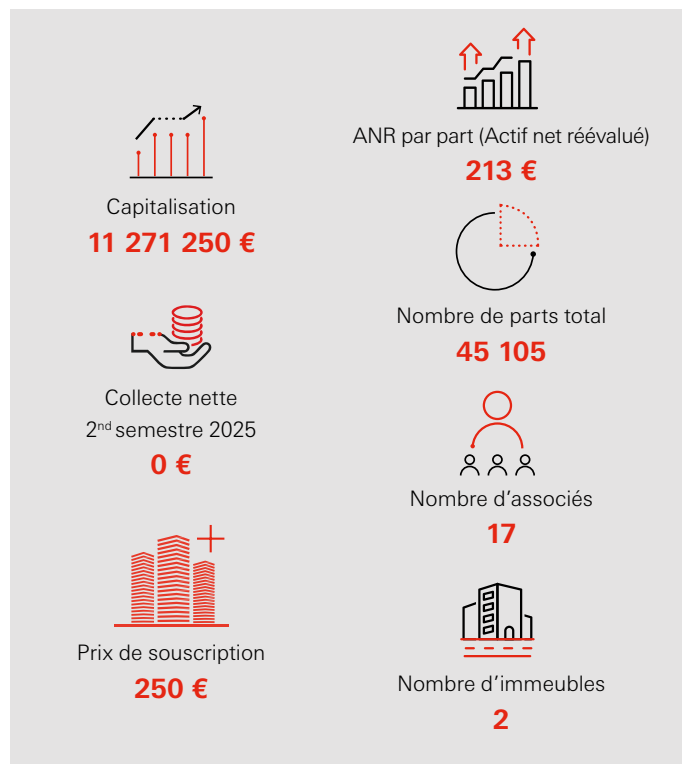 Capitalisation
11 271 250 €
Collecte nette
2nd semestre 2025
0 €
Prix de souscription
250 €
ANR par part (Actif net réévalué)
213 €
Nombre de parts total
45 105
Nombre d’associés
17
Nombre d’immeubles
2